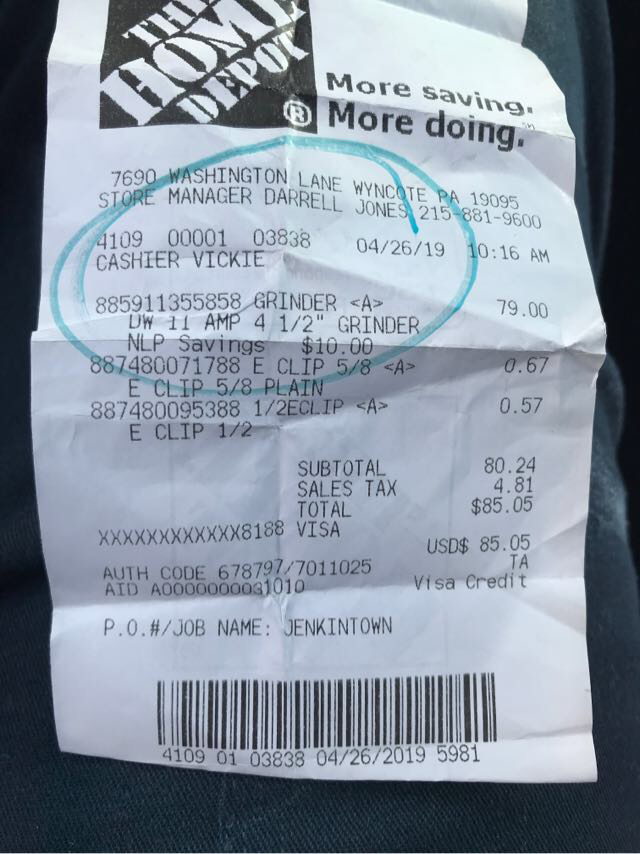 THE
HOME
DEPOT
®
More saving.
More doing.
SM
7690 WASHINGTON LANE WYNCOTE PA 19095
STORE MANAGER DARRELL JONES 215-881-9600
4109 00001 03838 04/26/19 10:16 AM
CASHIER VICKIE
885911355858 GRINDER <A> 79.00
DW 11 AMP 4 1/2" GRINDER
NLP Savings $10.00
887480071788 E CLIP 5/8 <A> 0.67
E CLIP 5/8 PLAIN
887480095388 1/2ECLIP <A> 0.57
E CLIP 1/2
SUBTOTAL 80.24
SALES TAX 4.81
TOTAL $85.05
XXXXXXXXXXXX8188 VISA
USD$ 85.05
AUTH CODE 678797/7011025 TA
AID A0000000031010 Visa Credit
P.O.#/JOB NAME: JENKINTOWN
4109 01 03838 04/26/2019 5981